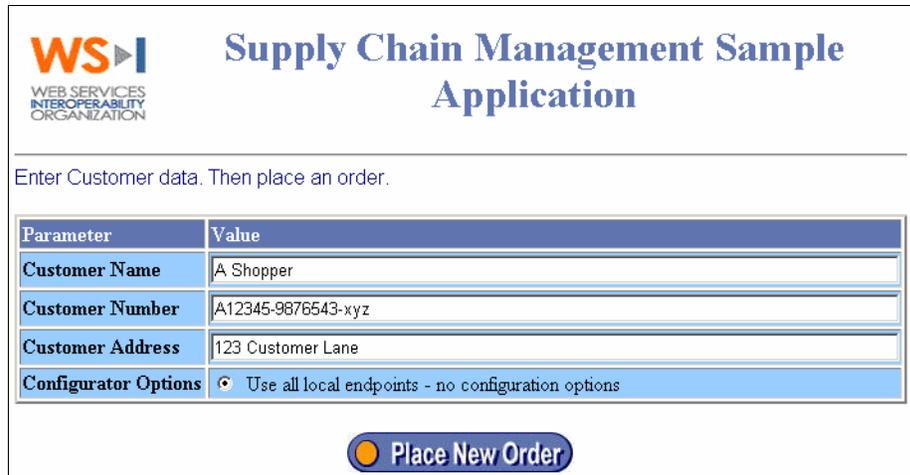 WS-I
WEB SERVICES
INTEROPERABILITY
ORGANIZATION
Supply Chain Management Sample
Application
Enter Customer data. Then place an order.
Parameter Value
Customer Name A Shopper
Customer Number A12345-9876543-xyz
Customer Address 123 Customer Lane
Configurator Options Use all local endpoints - no configuration options
Place New Order